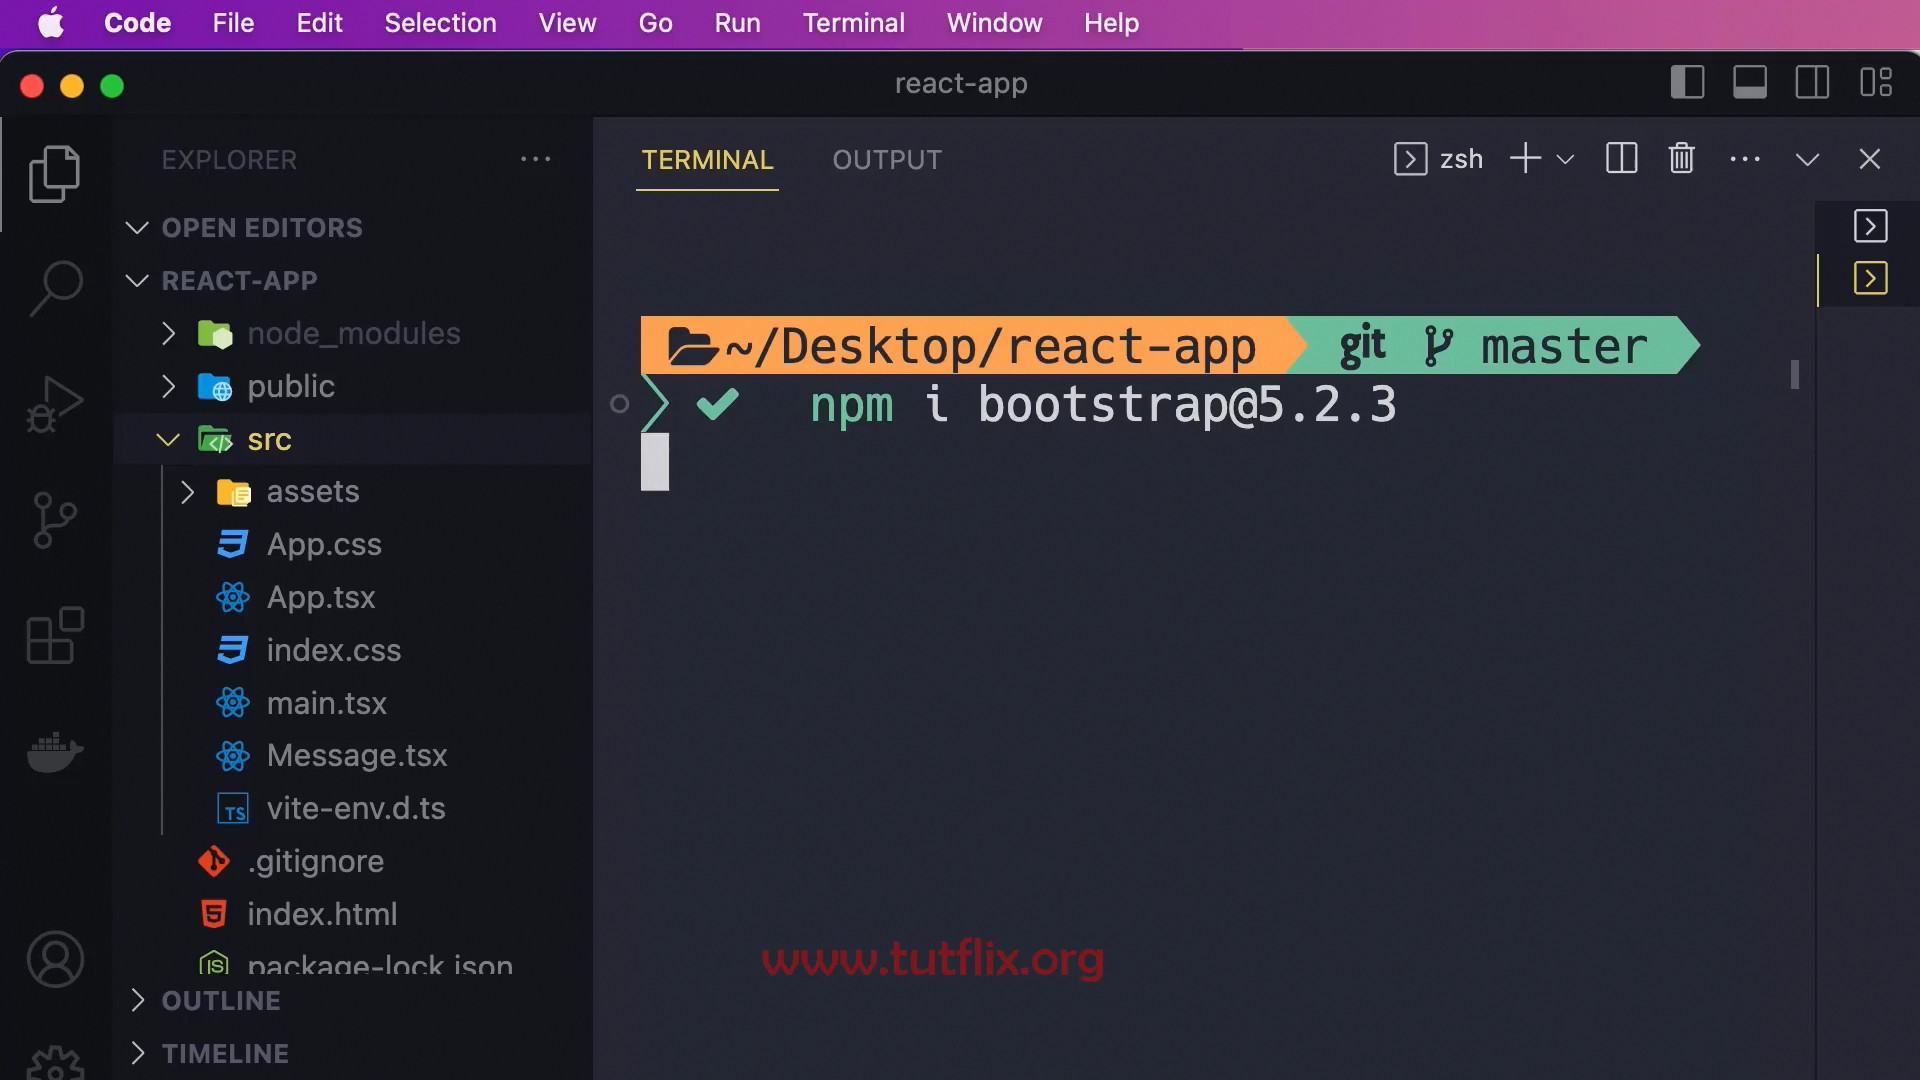 Code File Edit Selection View Go Run Terminal Window Help
react-app
EXPLORER
OPEN EDITORS
REACT-APP
node_modules
public
src
assets
App.css
App.tsx
index.css
main.tsx
Message.tsx
TS vite-env.d.ts
.gitignore
index.html
package-lock.json
OUTLINE
TIMELINE
TERMINAL OUTPUT
zsh
~/Desktop/react-app git master
npm i bootstrap@5.2.3
www.tutflix.org